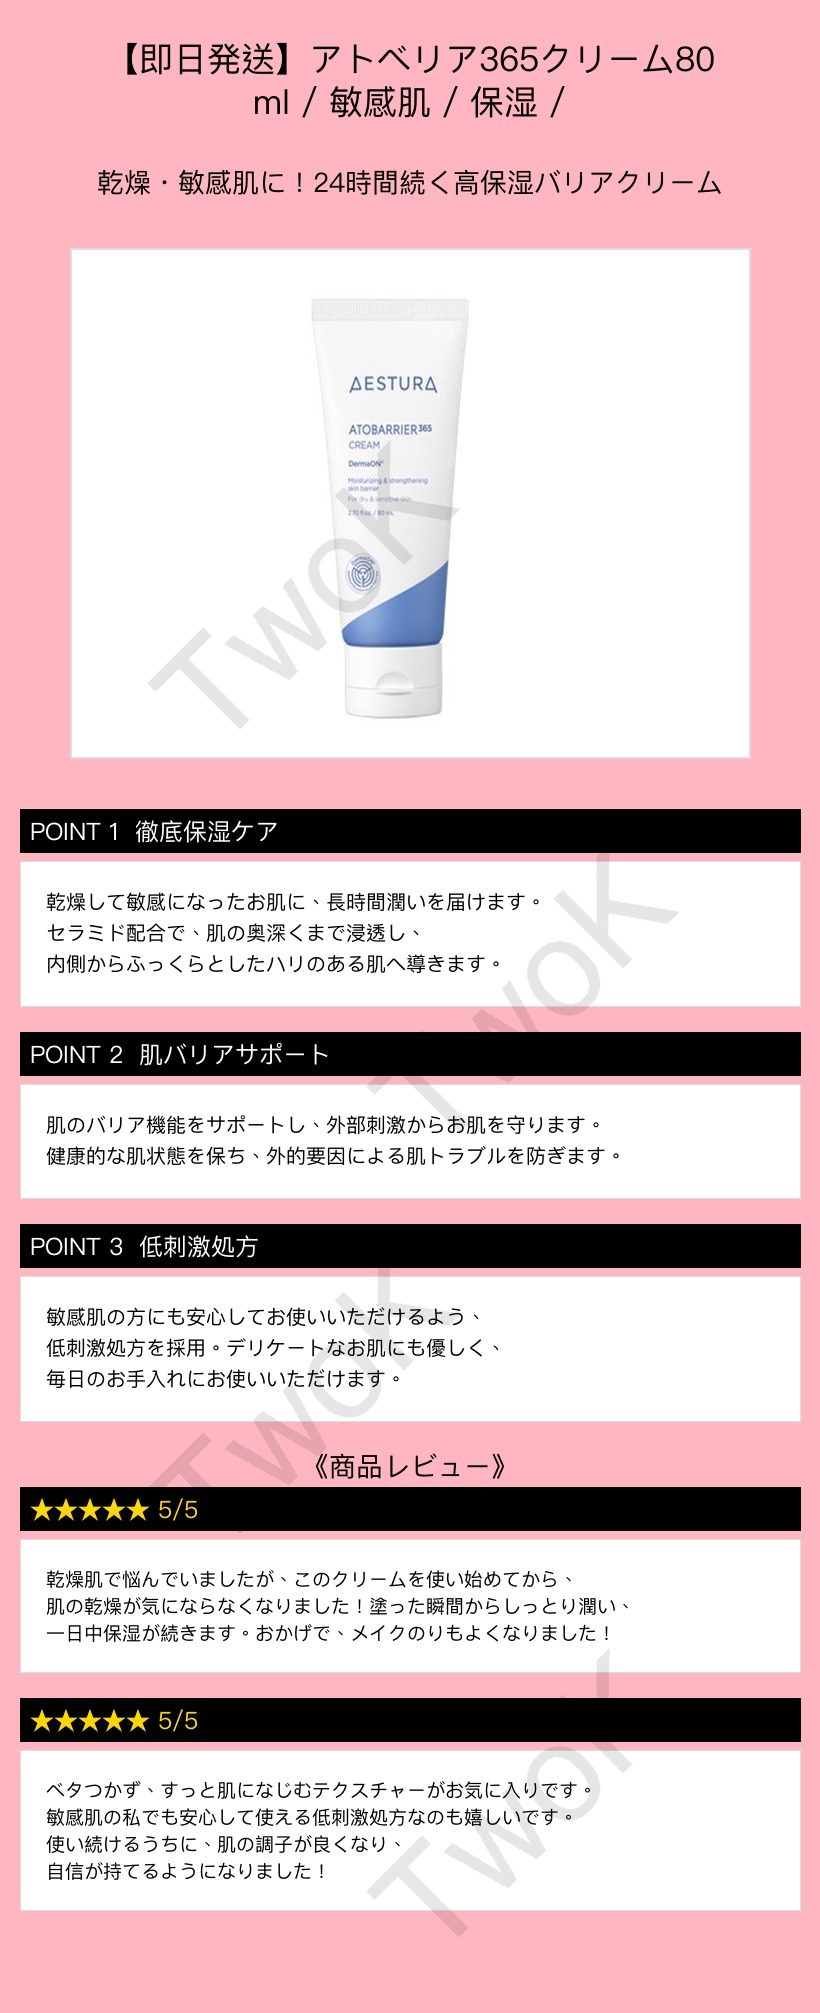 【即日発送】アトベリア365クリーム80
ml / 敏感肌 / 保湿 /
乾燥・敏感肌に！24時間続く高保湿バリアクリーム
AESTURA
ATOBARRIER365
CREAM
DermaON®
Moisturizing & strengthening
skin barrier
For dry & sensitive skin
2.70 fl.oz / 80 mL
TwoK
POINT 1 徹底保湿ケア
乾燥して敏感になったお肌に、長時間潤いを届けます。
セラミド配合で、肌の奥深くまで浸透し、
内側からふっくらとしたハリのある肌へ導きます。
TwoK
POINT 2 肌バリアサポート
肌のバリア機能をサポートし、外部刺激からお肌を守ります。
健康的な肌状態を保ち、外的要因による肌トラブルを防ぎます。
POINT 3 低刺激処方
敏感肌の方にも安心してお使いいただけるよう、
低刺激処方を採用。デリケートなお肌にも優しく、
毎日のお手入れにお使いいただけます。
TwoK
《商品レビュー》
★★★★★ 5/5
乾燥肌で悩んでいましたが、このクリームを使い始めてから、
肌の乾燥が気にならなくなりました！塗った瞬間からしっとり潤い、
一日中保湿が続きます。おかげで、メイクのりもよくなりました！
★★★★★ 5/5
ベタつかず、すっと肌になじむテクスチャーがお気に入りです。
敏感肌の私でも安心して使える低刺激処方なのも嬉しいです。
使い続けるうちに、肌の調子が良くなり、
自信が持てるようになりました！
TwoK